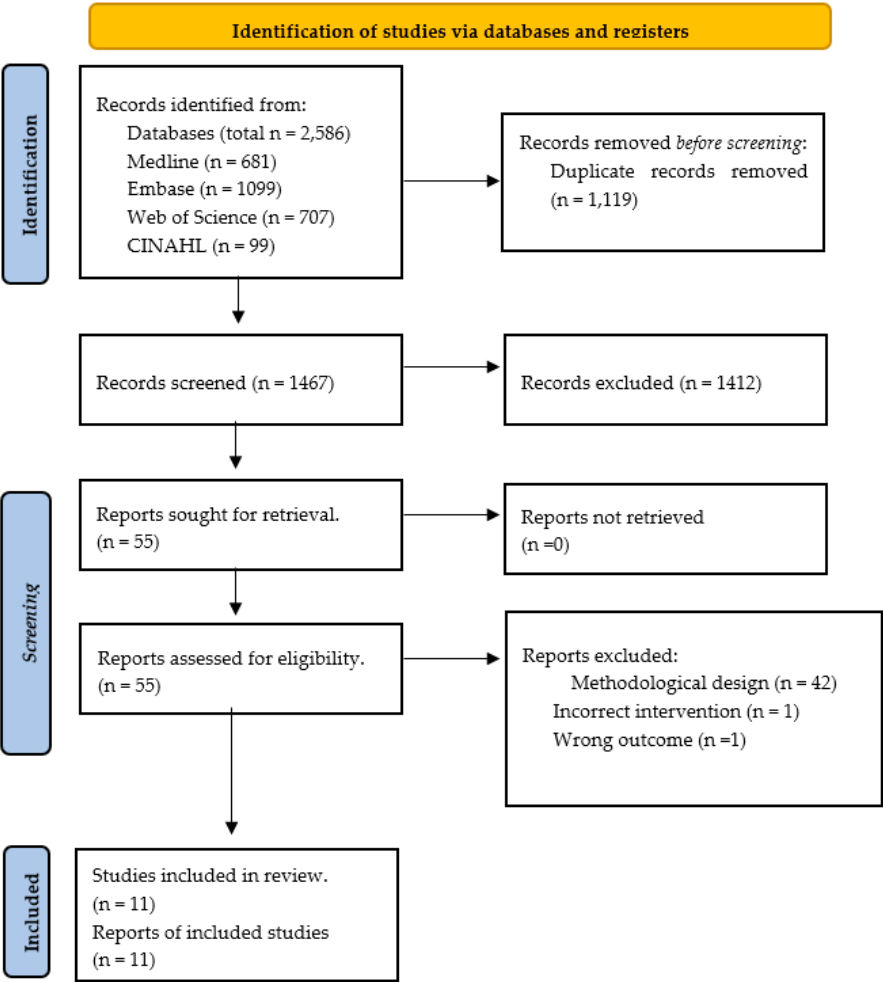 Identification of studies via databases and registers
Identification
Records identified from:
Databases (total n = 2,586)
Medline (n = 681)
Embase (n = 1099)
Web of Science (n = 707)
CINAHL (n = 99)
Records removed before screening:
Duplicate records removed
(n = 1,119)
Records screened (n = 1467)
Records excluded (n = 1412)
Screening
Reports sought for retrieval.
(n = 55)
Reports not retrieved
(n =0)
Reports assessed for eligibility.
(n = 55)
Reports excluded:
Methodological design (n = 42)
Incorrect intervention (n = 1)
Wrong outcome (n =1)
Included
Studies included in review.
(n = 11)
Reports of included studies
(n = 11)